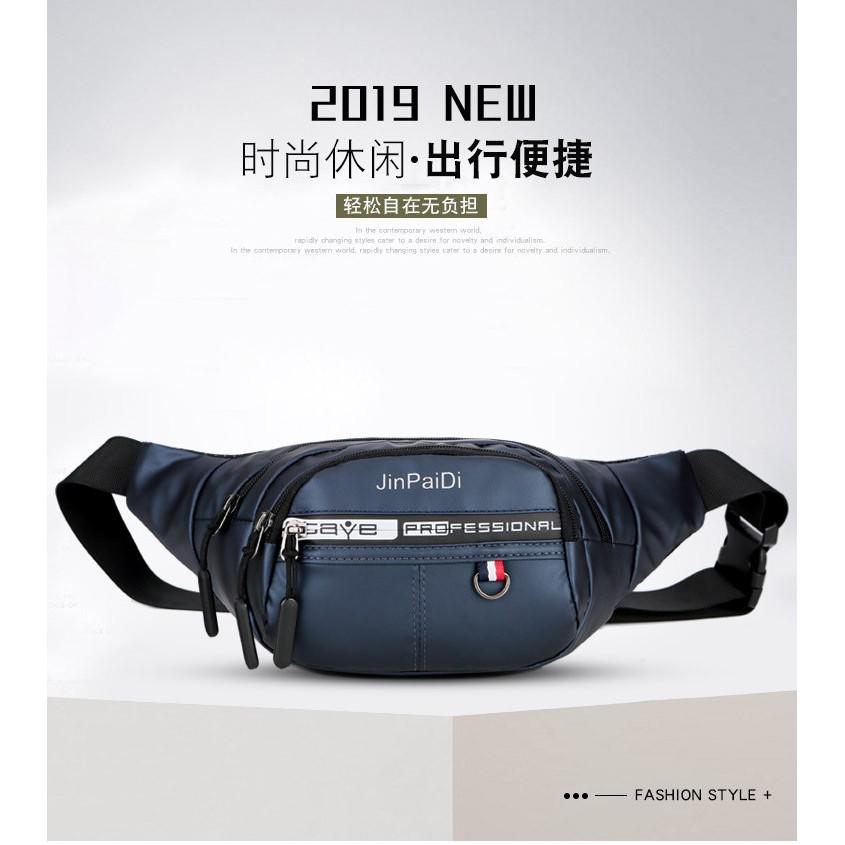 2019 NEW
时尚休闲·出行便捷
轻松自在无负担
In the contemporary western world,
rapidly changing styles cater to a desire for novelty and individualism.
In the contemporary western world, rapidly changing styles cater to a desire for novelty and individualism.
JinPaiDi
PROFESSIONAL
FASHION STYLE +